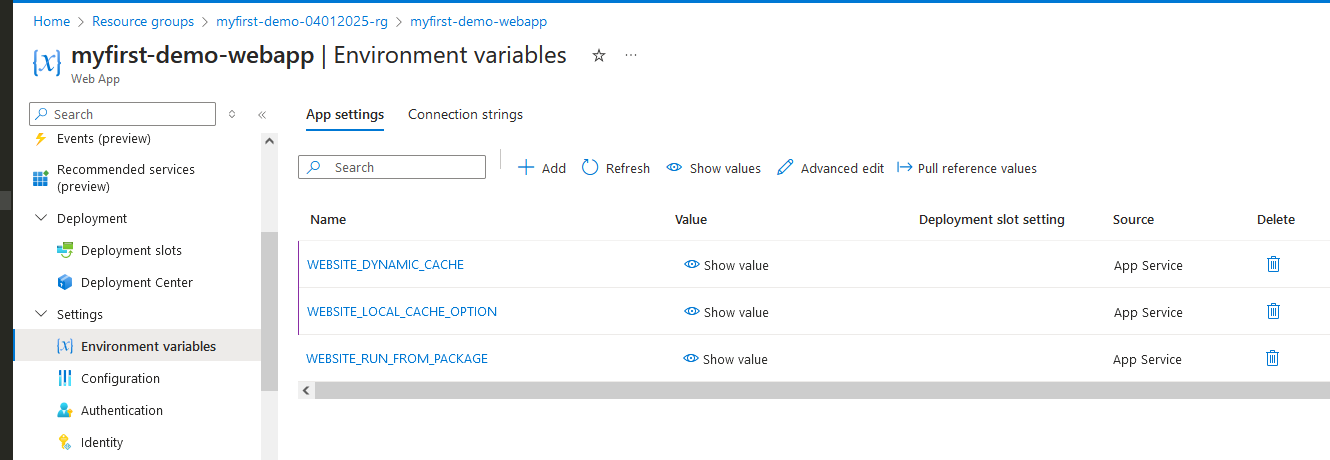 Home > Resource groups > myfirst-demo-04012025-rg > myfirst-demo-webapp
{x} myfirst-demo-webapp | Environment variables ☆ ...
Web App
Search
Events (preview)
Recommended services
(preview)
Deployment
Deployment slots
Deployment Center
Settings
Environment variables
Configuration
Authentication
Identity
App settings Connection strings
Search Add Refresh Show values Advanced edit Pull reference values
Name Value Deployment slot setting Source Delete
WEBSITE_DYNAMIC_CACHE Show value App Service
WEBSITE_LOCAL_CACHE_OPTION Show value App Service
WEBSITE_RUN_FROM_PACKAGE Show value App Service